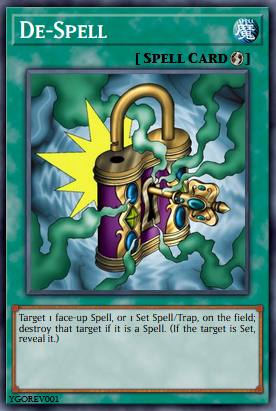 De-Spell
魔
[ Spell Card ]
Target 1 face-up Spell, or 1 Set Spell/Trap, on the field;
destroy that target if it is a Spell. (If the target is Set,
reveal it.)
YGOREV001